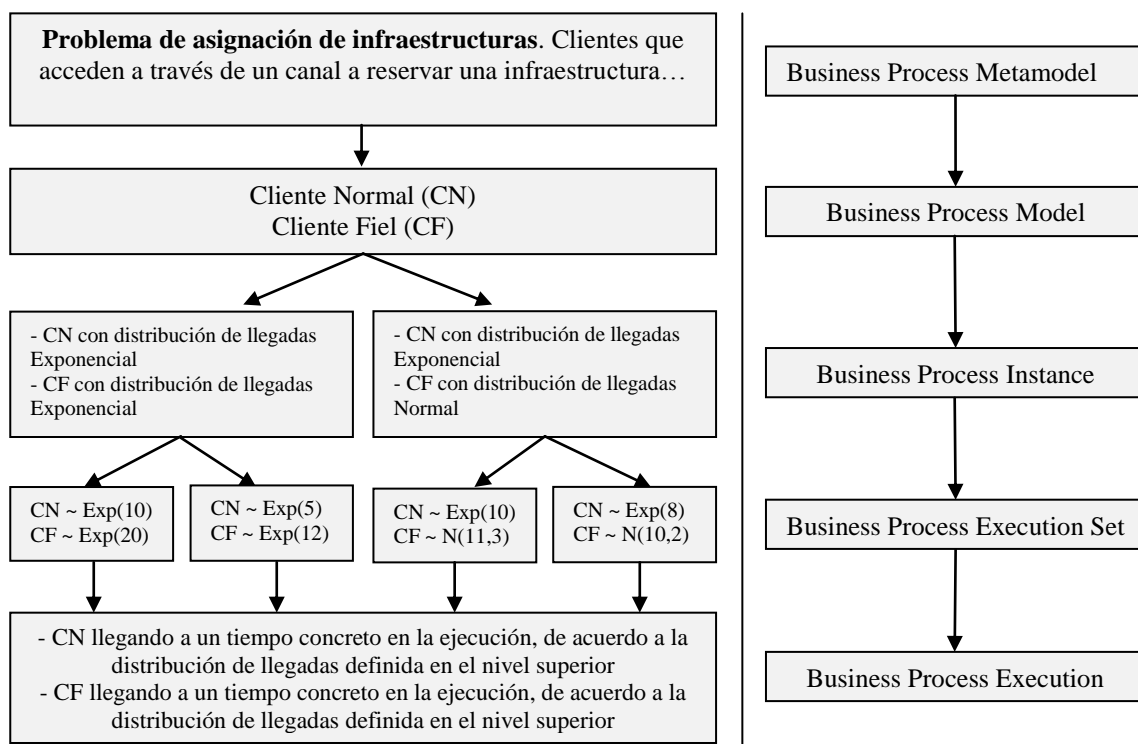 Problema de asignación de infraestructuras. Clientes que
acceden a través de un canal a reservar una infraestructura…
Cliente Normal (CN)
Cliente Fiel (CF)
- CN con distribución de llegadas
Exponencial
- CF con distribución de llegadas
Exponencial
- CN con distribución de llegadas
Exponencial
- CF con distribución de llegadas
Normal
CN ~ Exp(10)
CF ~ Exp(20)
CN ~ Exp(5)
CF ~ Exp(12)
CN ~ Exp(10)
CF ~ N(11,3)
CN ~ Exp(8)
CF ~ N(10,2)
- CN llegando a un tiempo concreto en la ejecución, de acuerdo a la
distribución de llegadas definida en el nivel superior
- CF llegando a un tiempo concreto en la ejecución, de acuerdo a la
distribución de llegadas definida en el nivel superior
Business Process Metamodel
Business Process Model
Business Process Instance
Business Process Execution Set
Business Process Execution